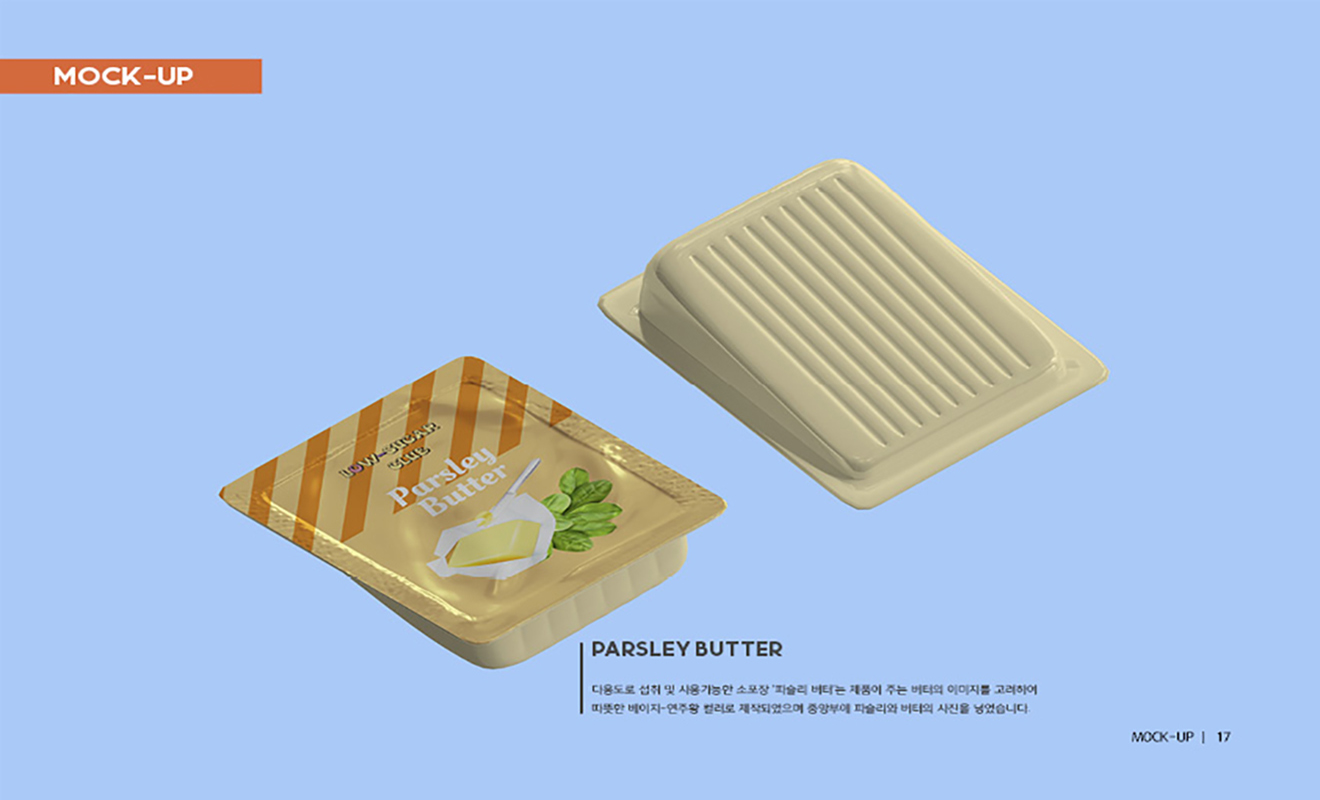 MOCK-UP
LOW-SUGAR
CLUB
Parsley
Butter
PARSLEY BUTTER
다용도로 섭취 및 사용가능한 소포장 '파슬리 버터'는 제품이 주는 버터의 이미지를 고려하여
따뜻한 베이지-연주황 컬러로 제작되었으며 중앙부에 파슬리와 버터의 사진을 넣었습니다.
MOCK-UP | 17